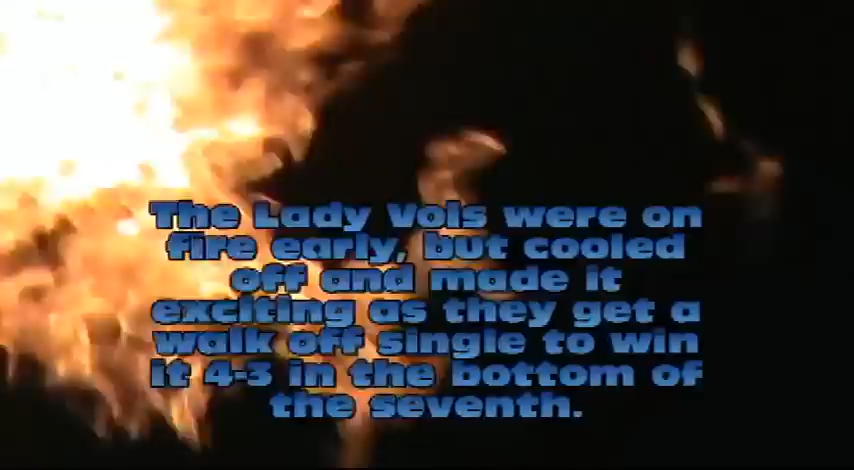 The Lady Vols were on
fire early, but cooled
off and made it
exciting as they get a
walk off single to win
it 4-3 in the bottom of
the seventh.